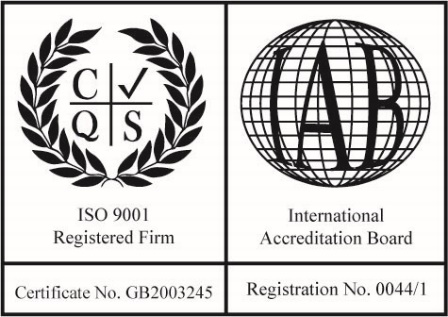 C
Q S
ISO 9001
Registered Firm
Certificate No. GB2003245
IAB
International
Accreditation Board
Registration No. 0044/1